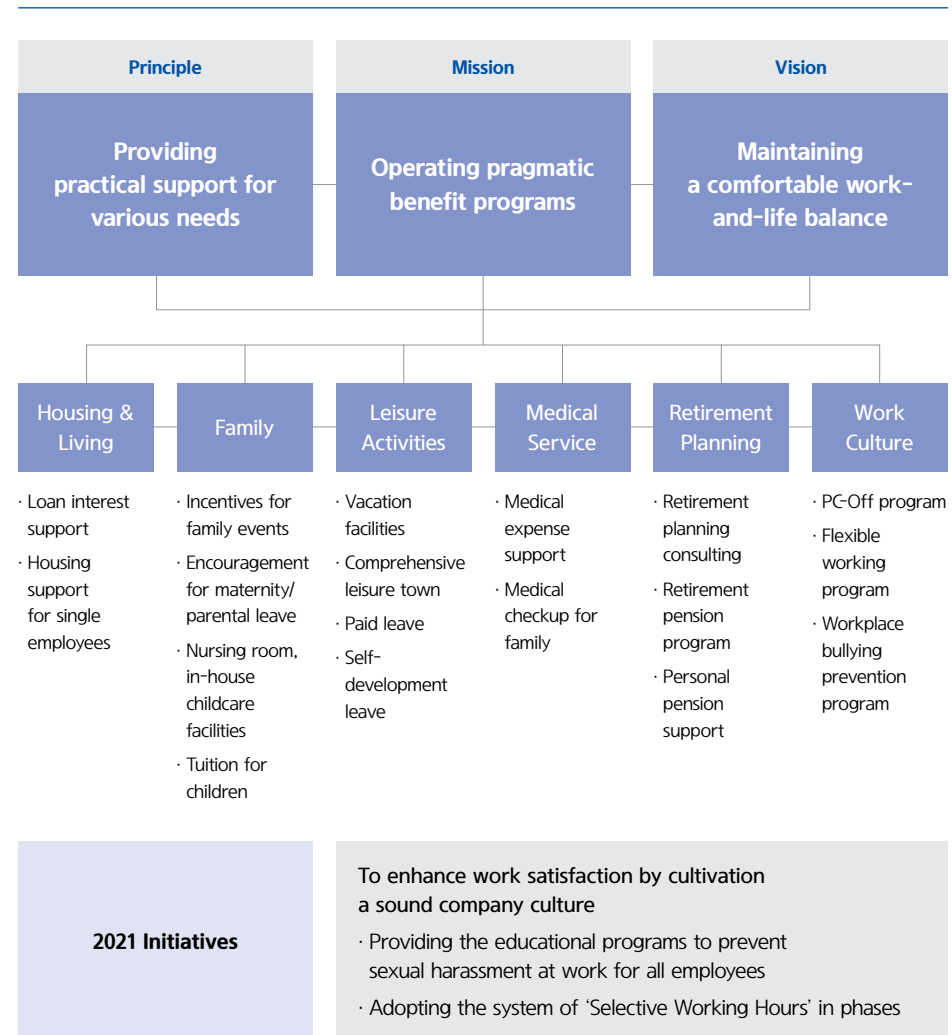 Principle
Providing
practical support for
various needs
Mission
Operating pragmatic
benefit programs
Vision
Maintaining
a comfortable work-
and-life balance
Housing &
Living
· Loan interest
support
· Housing
support
for single
employees
Family
· Incentives for
family events
· Encouragement
for maternity/
parental leave
· Nursing room,
in-house
childcare
facilities
· Tuition for
children
Leisure
Activities
· Vacation
facilities
· Comprehensive
leisure town
· Paid leave
· Self-
development
leave
Medical
Service
· Medical
expense
support
· Medical
checkup for
family
Retirement
Planning
· Retirement
planning
consulting
· Retirement
pension
program
· Personal
pension
support
Work
Culture
· PC-Off program
· Flexible
working
program
· Workplace
bullying
prevention
program
2021 Initiatives
To enhance work satisfaction by cultivation
a sound company culture
· Providing the educational programs to prevent
sexual harassment at work for all employees
· Adopting the system of ‘Selective Working Hours’ in phases